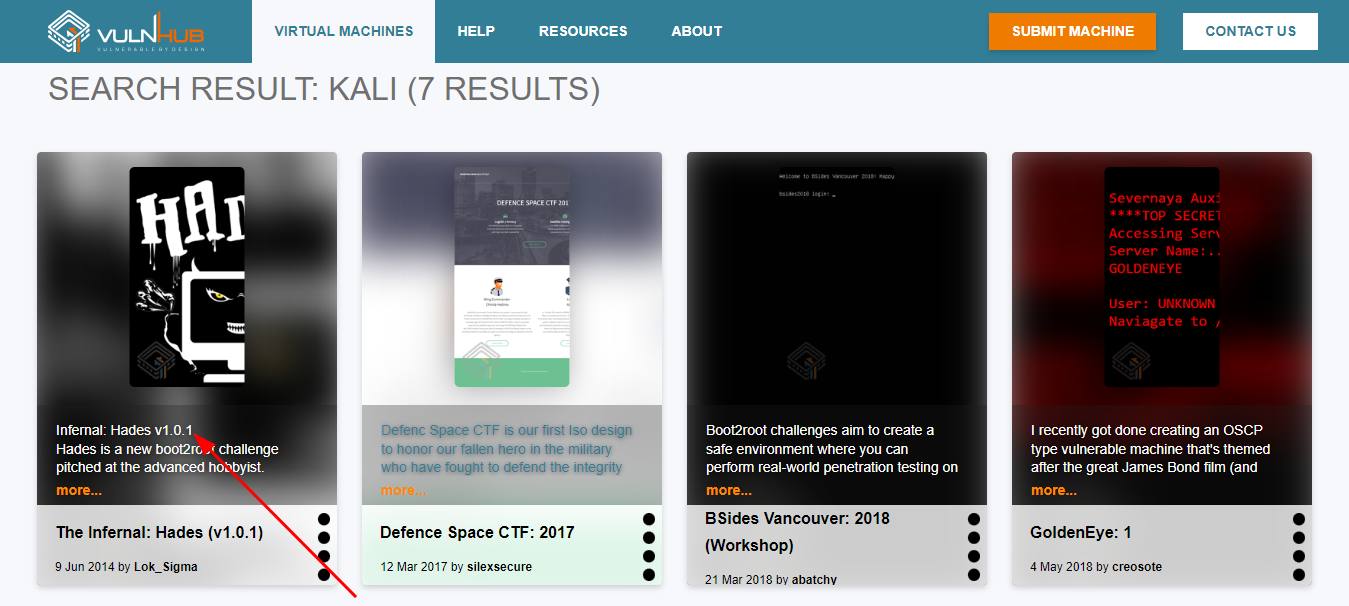 VULNHUB
VULNERABLE BY DESIGN
VIRTUAL MACHINES
HELP
RESOURCES
ABOUT
SUBMIT MACHINE
CONTACT US
SEARCH RESULT: KALI (7 RESULTS)
HAD
Infernal: Hades v1.0.1
Hades is a new boot2root challenge
pitched at the advanced hobbyist.
more...
The Infernal: Hades (v1.0.1)
9 Jun 2014 by Lok_Sigma
DEFENCE SPACE CTF 201
Defenc Space CTF is our first Iso design
to honor our fallen hero in the military
who have fought to defend the integrity
more...
Defence Space CTF: 2017
12 Mar 2017 by silexsecure
Welcome to BSides Vancouver 2018! Happy
bsides2018 login: _
Boot2root challenges aim to create a
safe environment where you can
perform real-world penetration testing on
more...
BSides Vancouver: 2018
(Workshop)
21 Mar 2018 by abatchy
Severnaya Auxi
****TOP SECRET
Accessing Serv
Server Name:..
GOLDENEYE
User: UNKNOWN
Naviagate to /
I recently got done creating an OSCP
type vulnerable machine that's themed
after the great James Bond film (and
more...
GoldenEye: 1
4 May 2018 by creosote